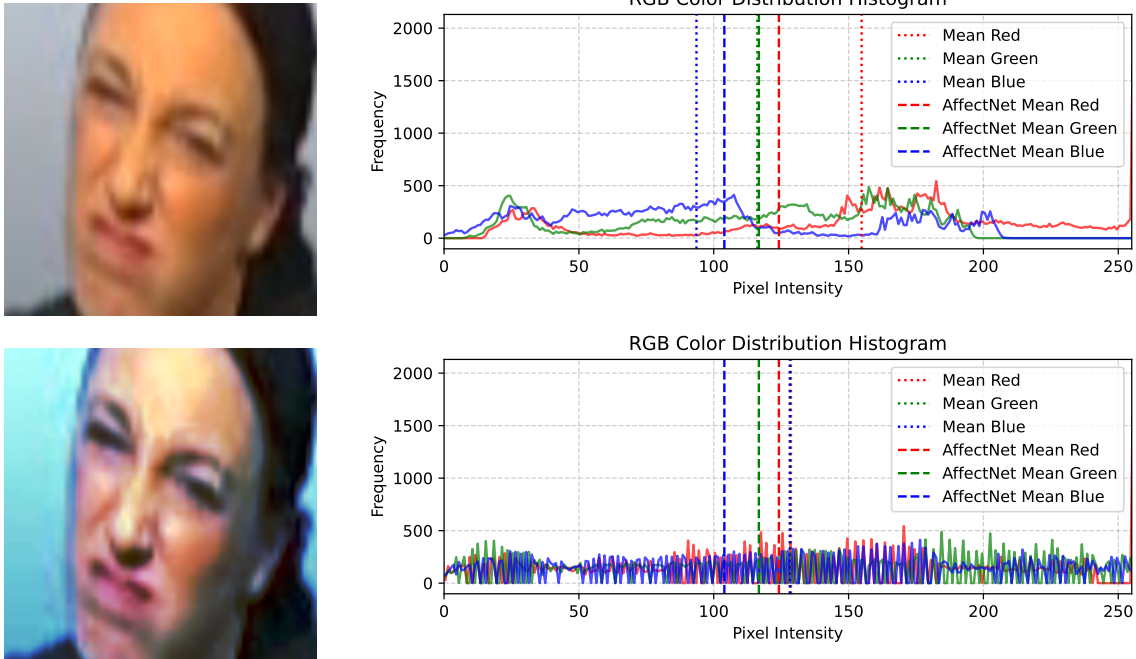 RGB Color Distribution Histogram
2000
1500
1000
500
0
Frequency
Mean Red
Mean Green
Mean Blue
AffectNet Mean Red
AffectNet Mean Green
AffectNet Mean Blue
0 50 100 150 200 250
Pixel Intensity
RGB Color Distribution Histogram
2000
1500
1000
500
0
Frequency
Mean Red
Mean Green
Mean Blue
AffectNet Mean Red
AffectNet Mean Green
AffectNet Mean Blue
0 50 100 150 200 250
Pixel Intensity